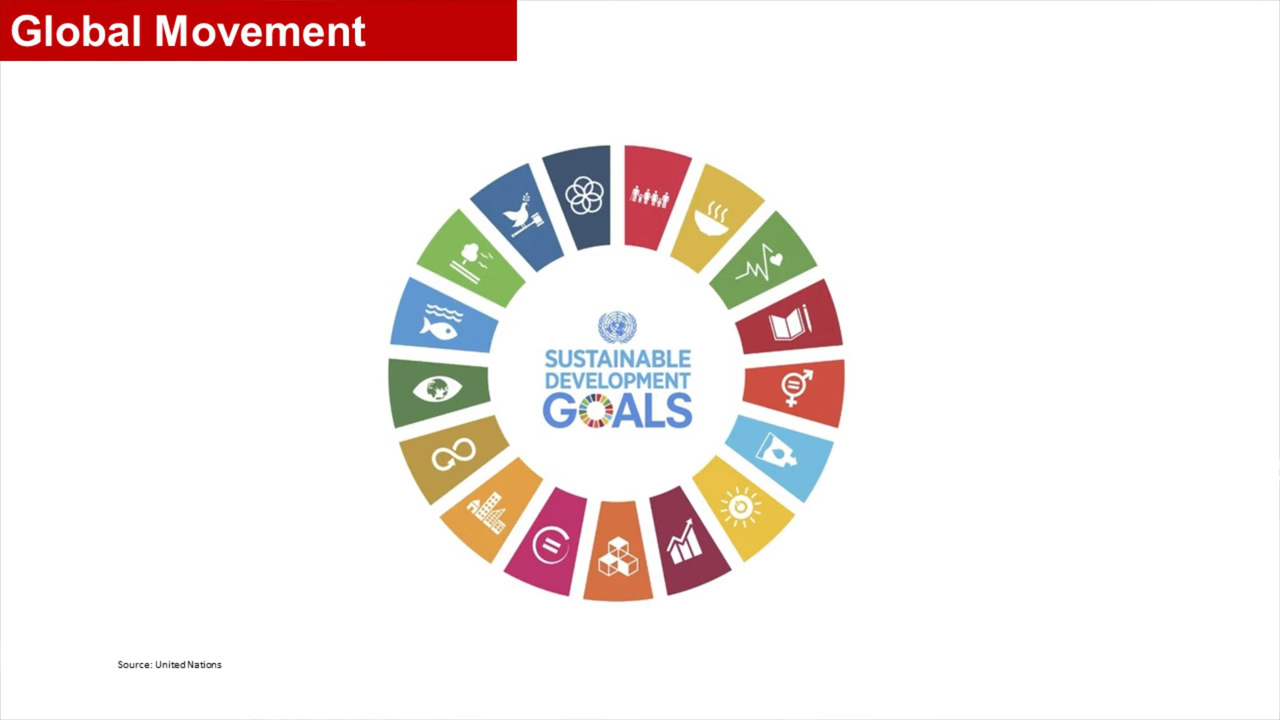 Global Movement
SUSTAINABLE
DEVELOPMENT
GOALS
Source: United Nations